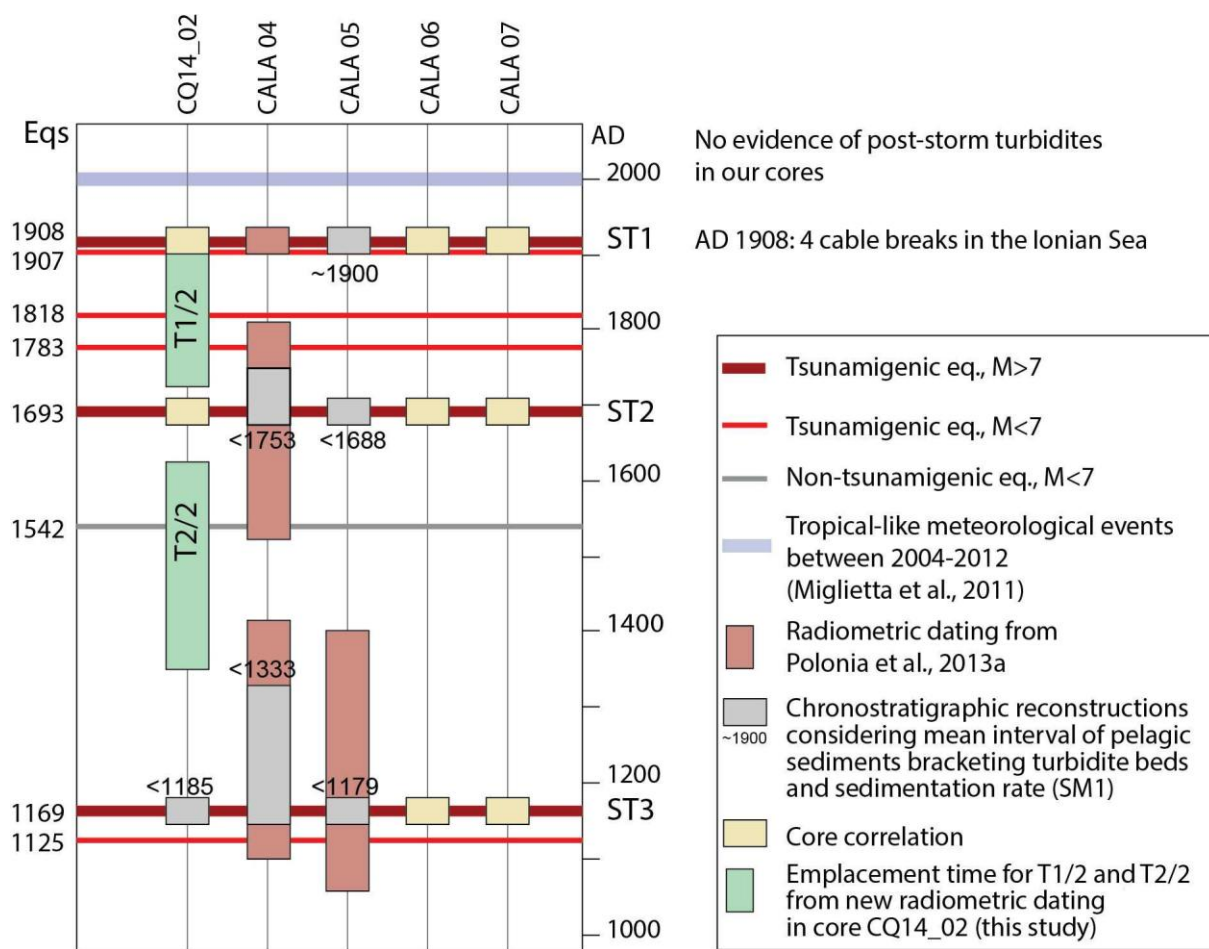 CQ14_02
CALA 04
CALA 05
CALA 06
CALA 07
Eqs
AD
2000
1908
1907
ST1
~1900
1818
1800
1783
T1/2
1693
ST2
<1753
<1688
1600
1542
T2/2
1400
<1333
1200
<1185
<1179
1169
ST3
1125
1000
No evidence of post-storm turbidites
in our cores
AD 1908: 4 cable breaks in the Ionian Sea
Tsunamigenic eq., M>7
Tsunamigenic eq., M<7
Non-tsunamigenic eq., M<7
Tropical-like meteorological events
between 2004-2012
(Miglietta et al., 2011)
Radiometric dating from
Polonia et al., 2013a
~1900
Chronostratigraphic reconstructions
considering mean interval of pelagic
sediments bracketing turbidite beds
and sedimentation rate (SM1)
Core correlation
Emplacement time for T1/2 and T2/2
from new radiometric dating
in core CQ14_02 (this study)